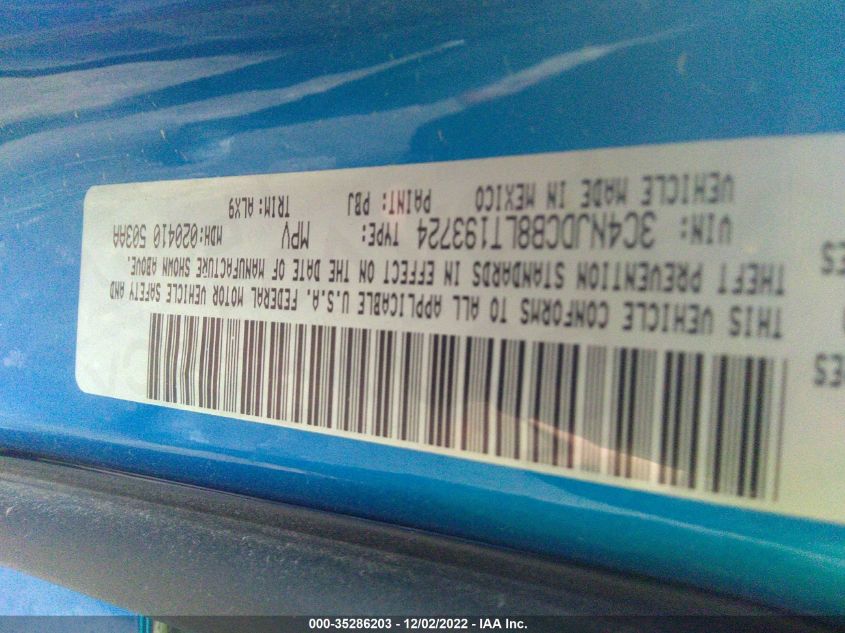 THIS VEHICLE CONFORMS TO ALL APPLICABLE U.S.A. FEDERAL MOTOR VEHICLE SAFETY AND
THEFT PREVENTION STANDARDS IN EFFECT ON THE DATE OF MANUFACTURE SHOWN ABOVE.
VIN: 3C4NJDCB8LT193724 TYPE: MPV MDH:020410 503AA
VEHICLE MADE IN MEXICO PAINT: PBJ TRIM:ALX9
000-35286203 - 12/02/2022 - IAA Inc.